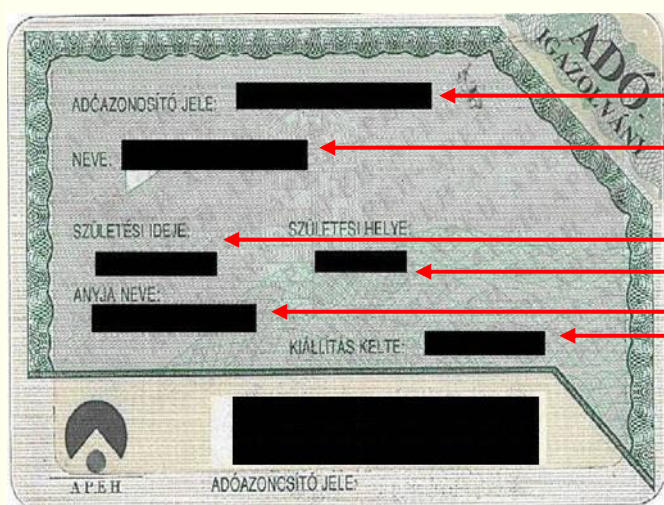 ADÓ-
IGAZOLVÁNY
ADÓAZONOSÍTÓ JELE:
NEVE:
SZÜLETÉSI IDEJE: SZÜLETÉSI HELYE:
ANYJA NEVE:
KIÁLLÍTÁS KELTE:
APEH
ADÓAZONOSÍTÓ JELE: